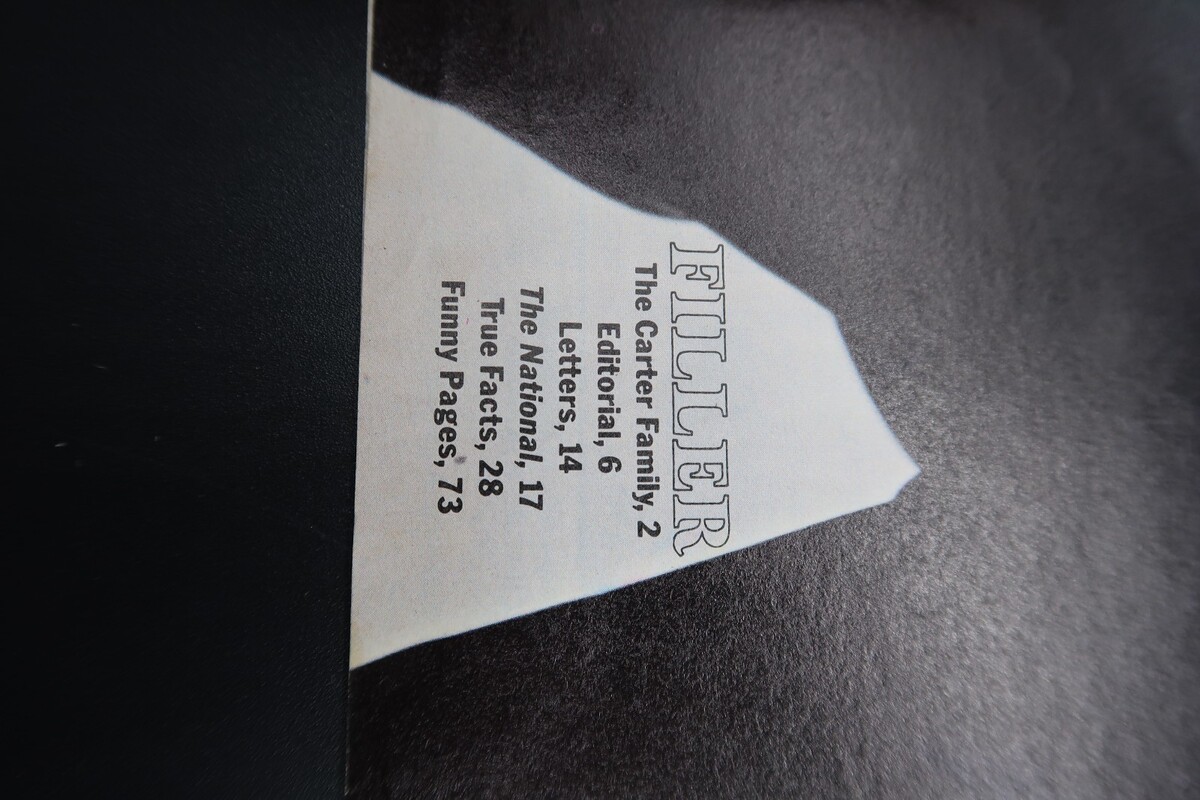 FILLER
The Carter Family, 2
Editorial, 6
Letters, 14
The National, 17
True Facts, 28
Funny Pages, 73